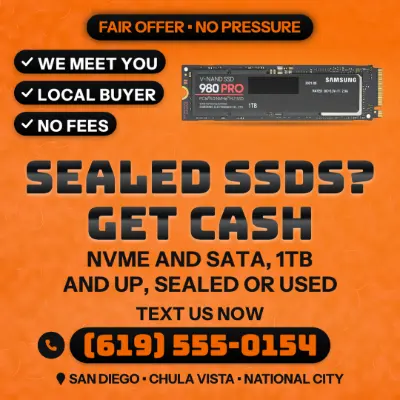 FAIR OFFER • NO PRESSURE
✓ WE MEET YOU
✓ LOCAL BUYER
✓ NO FEES
V-NAND SSD
980 PRO
1TB
SAMSUNG
SEALED SSDS?
GET CASH
NVME AND SATA, 1TB
AND UP, SEALED OR USED
TEXT US NOW
(619) 555-0154
SAN DIEGO • CHULA VISTA • NATIONAL CITY